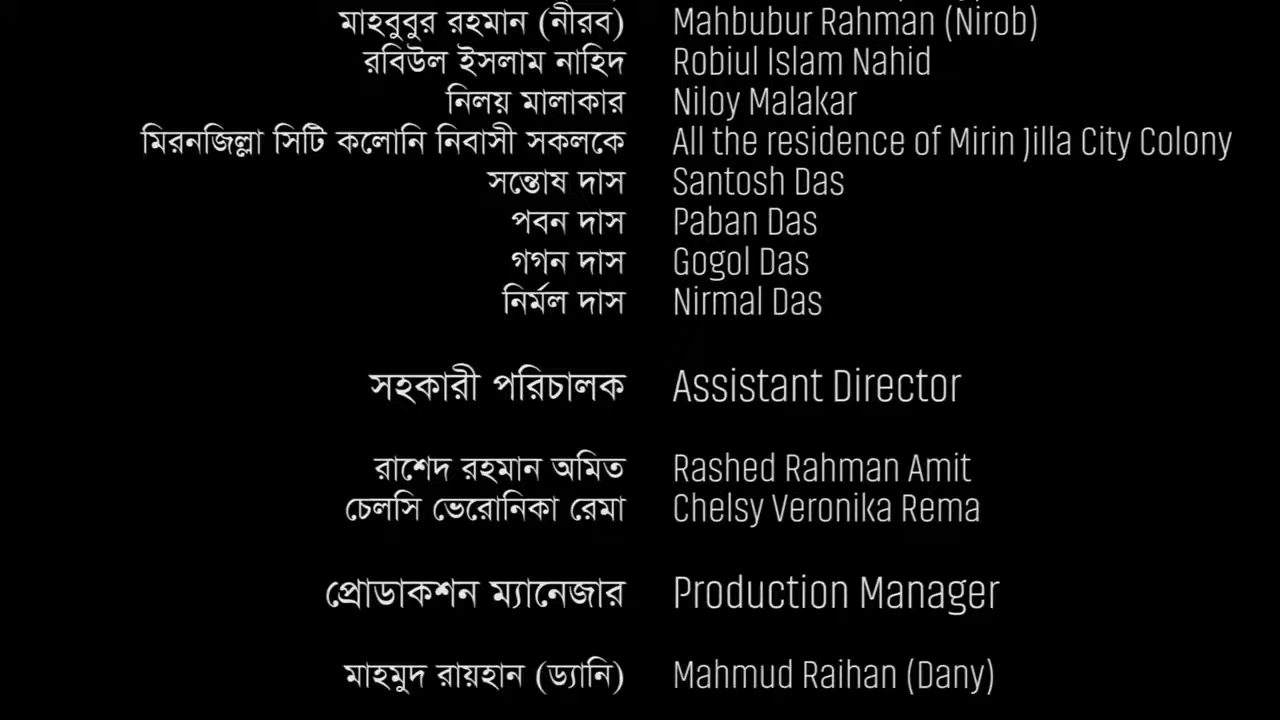 মাহবুবুর রহমান (নীরব) Mahbubur Rahman (Nirob)
রবিউল ইসলাম নাহিদ Robiul Islam Nahid
নিলয় মালাকার Niloy Malakar
মিরনজিল্লা সিটি কলোনি নিবাসী সকলকে All the residence of Mirin Jilla City Colony
সন্তোষ দাস Santosh Das
পবন দাস Paban Das
গগন দাস Gogol Das
নির্মল দাস Nirmal Das
সহকারী পরিচালক Assistant Director
রাশেদ রহমান অমিত Rashed Rahman Amit
চেলসি ভেরোনিকা রেমা Chelsy Veronika Rema
প্রোডাকশন ম্যানেজার Production Manager
মাহমুদ রায়হান (ড্যানি) Mahmud Raihan (Dany)